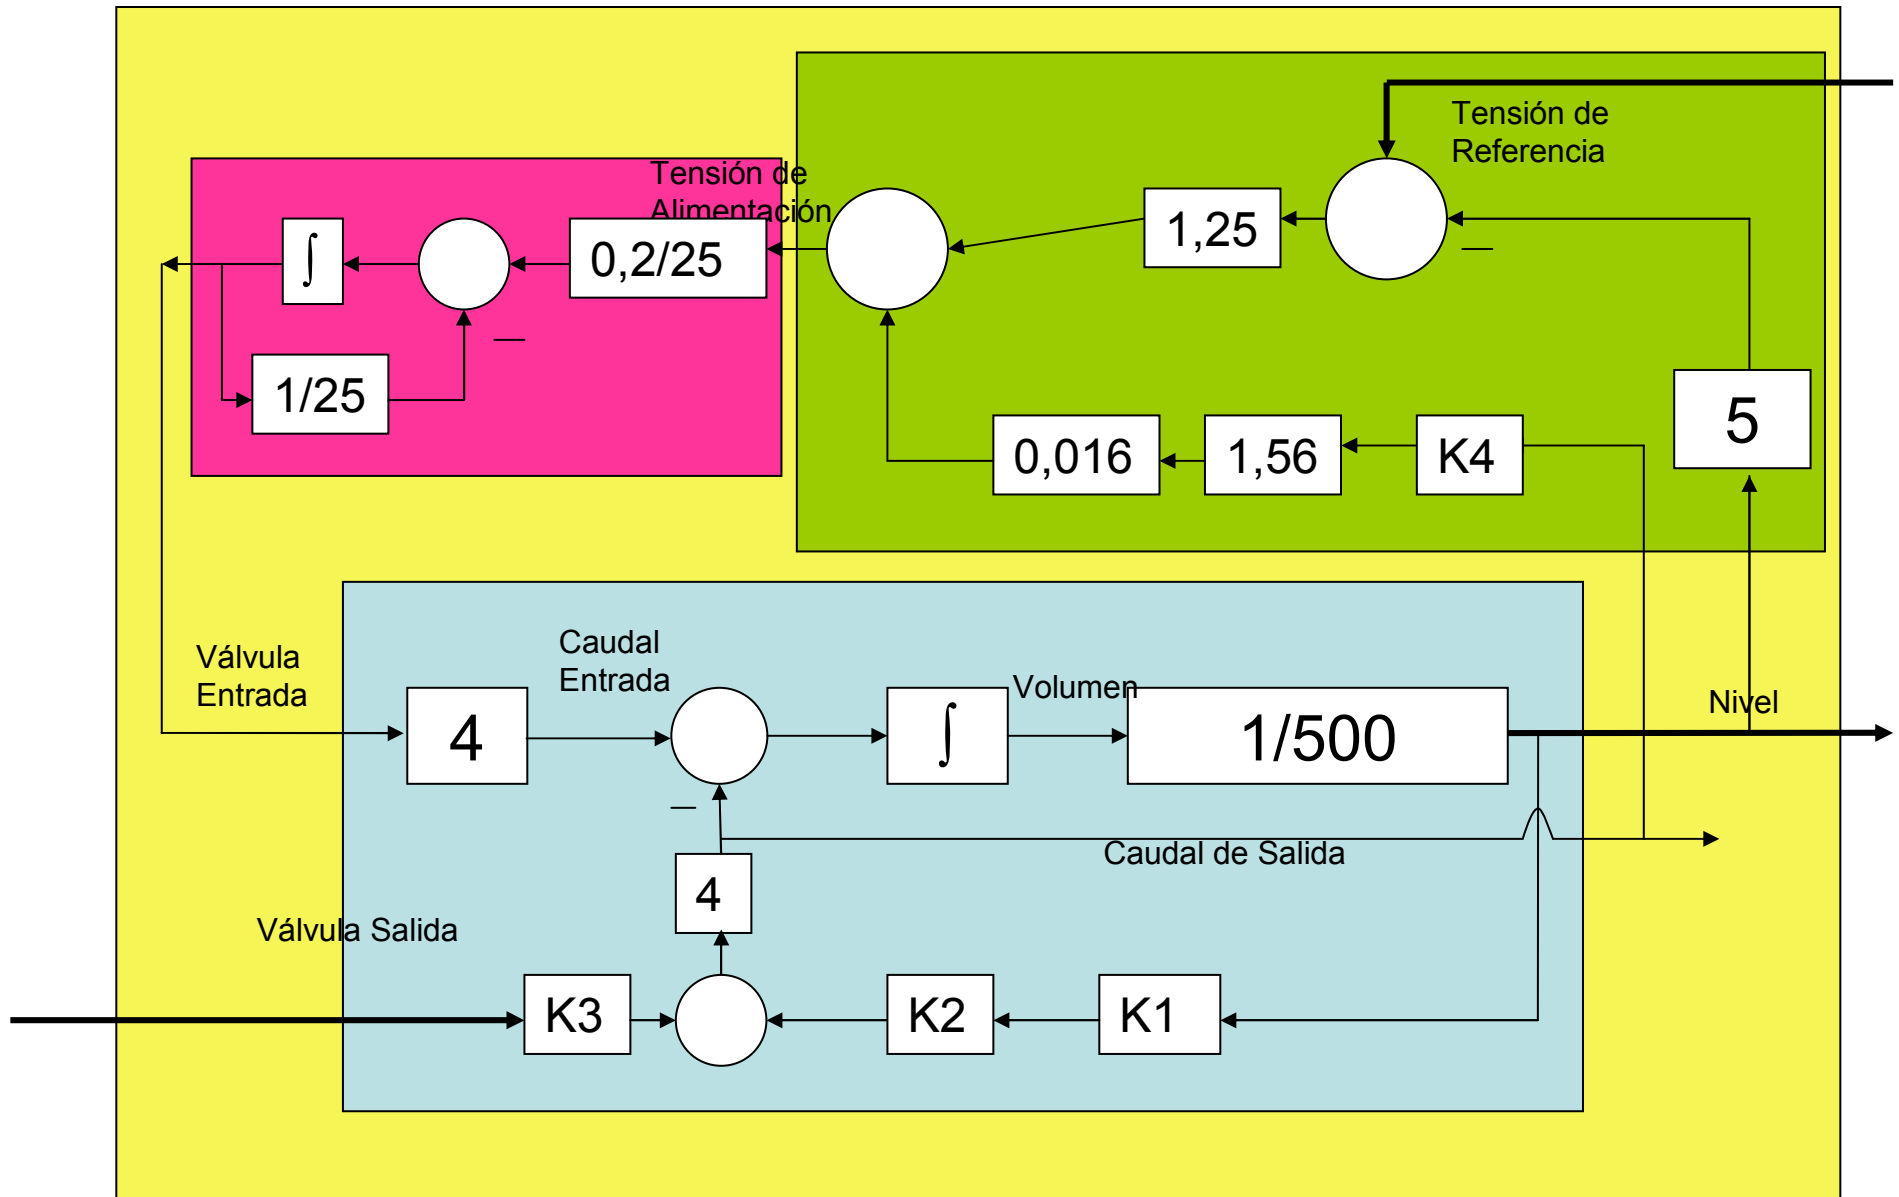 Tensión de
Referencia
Tensión de
Alimentación
1,25
∫
0,2/25
—
1/25
—
5
0,016
1,56
K4
Válvula
Entrada
Caudal
Entrada
4
∫
Volumen
1/500
Nivel
—
4
Caudal de Salida
Válvula Salida
K3
K2
K1